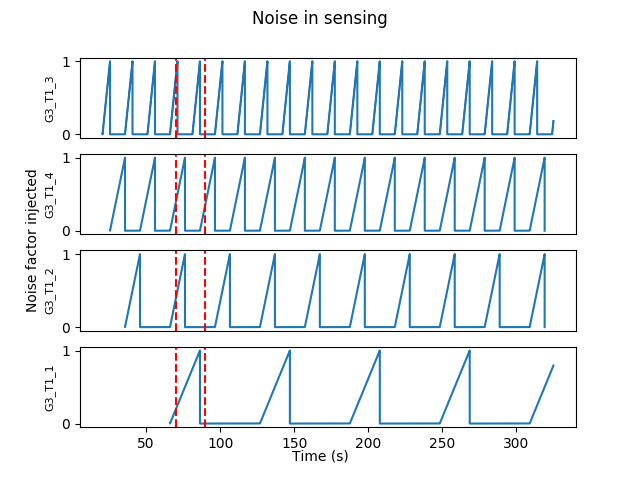 Noise in sensing
Noise factor injected
G3_T1_3
1
0
G3_T1_4
1
0
G3_T1_2
1
0
G3_T1_1
1
0
50 100 150 200 250 300
Time (s)